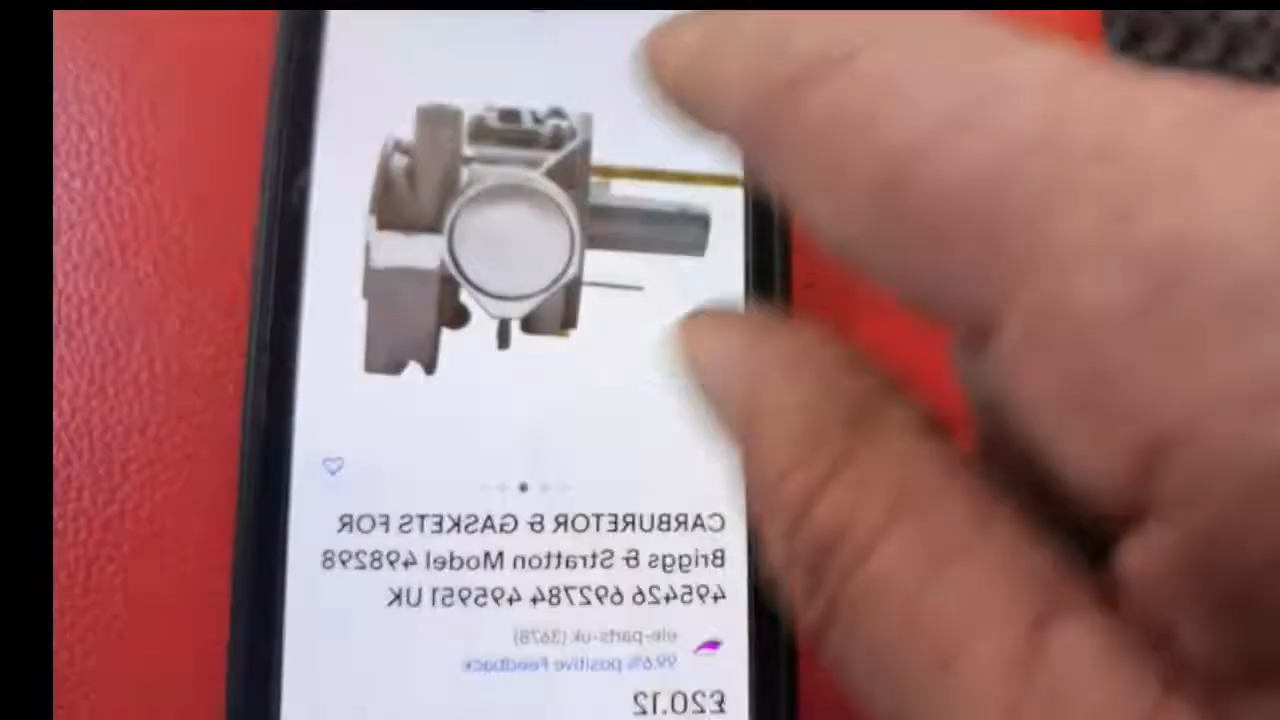 CARBURETOR & GASKETS FOR
Briggs & Stratton Model 498298
495426 692784 495951 UK
ele-parts-uk (3678)
99.6% positive Feedback
£20.12